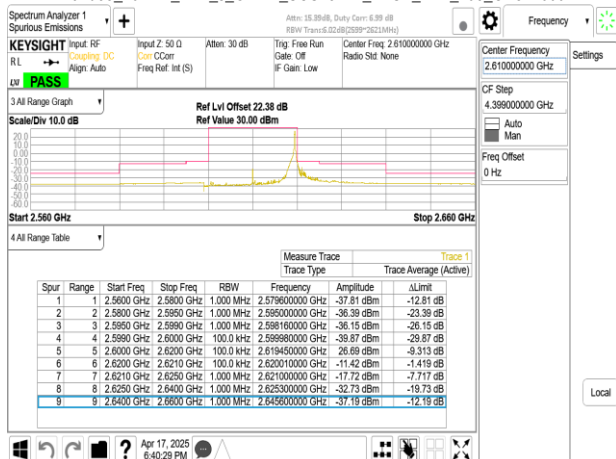 Spectrum Analyzer 1
Spurious Emissions
Attn: 15.39dB, Duty Corr: 6.99 dB
RBW Trans:6.02dB(2599~2621MHz)
Frequency
KEYSIGHT
Input: RF
Coupling: DC
Align: Auto
Input Z: 50 Ω
Corr CCorr
Freq Ref: Int (S)
Atten: 30 dB
Trig: Free Run
Gate: Off
IF Gain: Low
Center Freq: 2.610000000 GHz
Radio Std: None
RL
LXI
PASS
Center Frequency
2.610000000 GHz
Settings
CF Step
4.399000000 GHz
Auto
Man
Freq Offset
0 Hz
3 All Range Graph
Ref Lvl Offset 22.38 dB
Scale/Div 10.0 dB
Ref Value 30.00 dBm
20.0
10.0
0.00
-10.0
-20.0
-30.0
-40.0
-50.0
-60.0
Start 2.560 GHz
Stop 2.660 GHz
4 All Range Table
Measure Trace Trace 1
Trace Type Trace Average (Active)
Spur Range Start Freq Stop Freq RBW Frequency Amplitude ΔLimit
1 1 2.5600 GHz 2.5800 GHz 1.000 MHz 2.579600000 GHz -37.81 dBm -12.81 dB
2 2 2.5800 GHz 2.5950 GHz 1.000 MHz 2.595000000 GHz -36.39 dBm -23.39 dB
3 3 2.5950 GHz 2.5990 GHz 1.000 MHz 2.598160000 GHz -36.15 dBm -26.15 dB
4 4 2.5990 GHz 2.6000 GHz 100.0 kHz 2.599980000 GHz -39.87 dBm -29.87 dB
5 5 2.6000 GHz 2.6200 GHz 100.0 kHz 2.619450000 GHz 26.69 dBm -9.313 dB
6 6 2.6200 GHz 2.6210 GHz 100.0 kHz 2.620010000 GHz -11.42 dBm -1.419 dB
7 7 2.6210 GHz 2.6250 GHz 1.000 MHz 2.621000000 GHz -17.72 dBm -7.717 dB
8 8 2.6250 GHz 2.6400 GHz 1.000 MHz 2.625300000 GHz -32.73 dBm -19.73 dB
9 9 2.6400 GHz 2.6600 GHz 1.000 MHz 2.645600000 GHz -37.19 dBm -12.19 dB
Local
Apr 17, 2025
6:40:29 PM